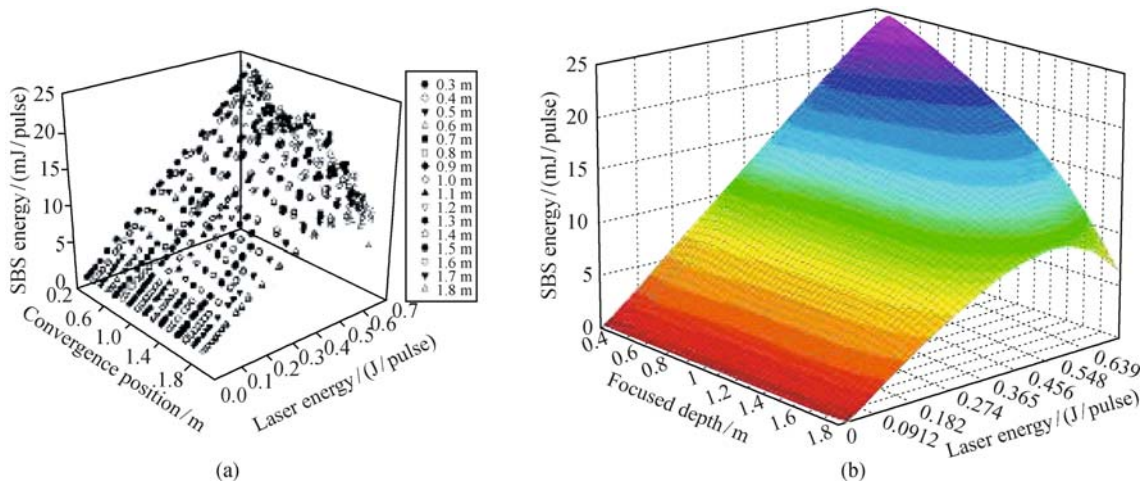 SBS energy/(mJ/pulse)
25
20
15
10
5
0
0.2
0.6
1.0
1.4
1.8
Convergence position/m
0.0
0.1
0.2
0.3
0.4
0.5
0.6
0.7
Laser energy/(J/pulse)
0.3 m
0.4 m
0.5 m
0.6 m
0.7 m
0.8 m
0.9 m
1.0 m
1.1 m
1.2 m
1.3 m
1.4 m
1.5 m
1.6 m
1.7 m
1.8 m
(a)
SBS energy/(mJ/pulse)
25
20
15
10
5
0
0.4
0.6
0.8
1
1.2
1.4
1.6
1.8
Focused depth/m
0
0.0912
0.182
0.274
0.365
0.456
0.548
0.639
Laser energy/(J/pulse)
(b)